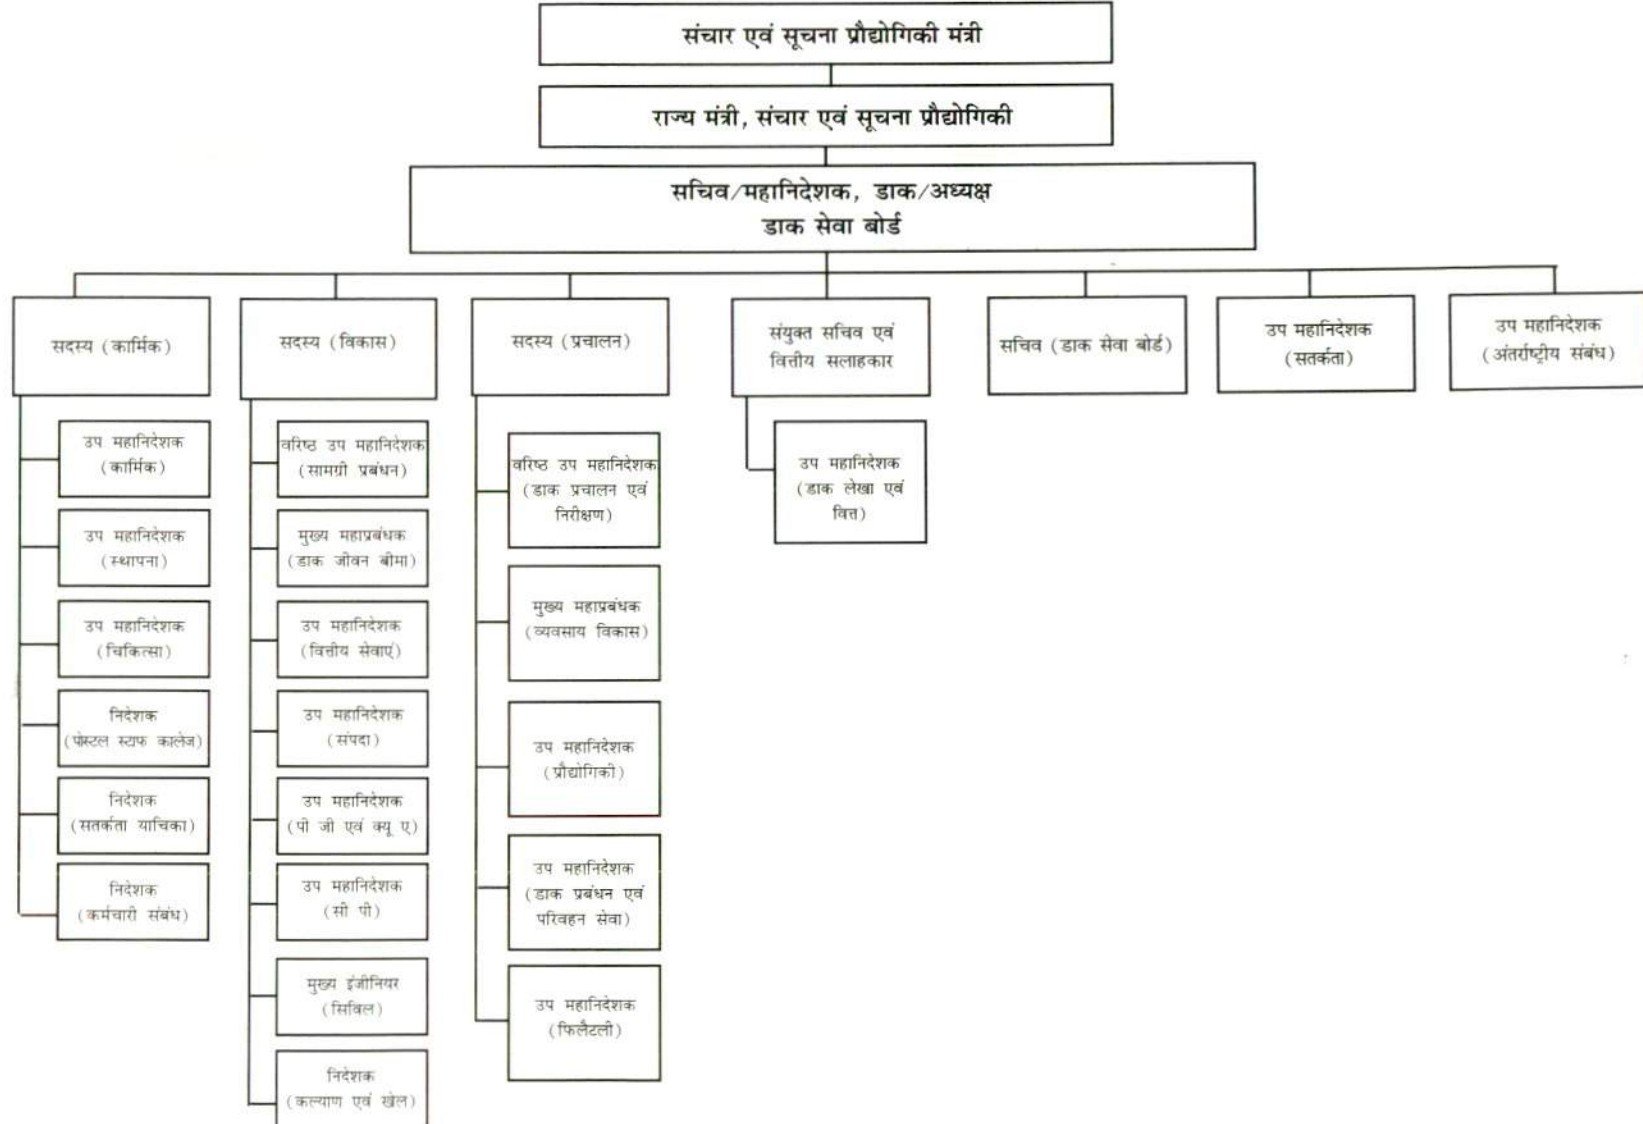 संचार एवं सूचना प्रौद्योगिकी मंत्री
राज्य मंत्री, संचार एवं सूचना प्रौद्योगिकी
सचिव/महानिदेशक, डाक/अध्यक्ष
डाक सेवा बोर्ड
सदस्य (कार्मिक)
सदस्य (विकास)
सदस्य (प्रचालन)
संयुक्त सचिव एवं
वित्तीय सलाहकार
सचिव (डाक सेवा बोर्ड)
उप महानिदेशक
(सतर्कता)
उप महानिदेशक
(अंतर्राष्ट्रीय संबंध)
उप महानिदेशक
(कार्मिक)
उप महानिदेशक
(स्थापना)
उप महानिदेशक
(चिकित्सा)
निदेशक
(पोस्टल स्टाफ कालेज)
निदेशक
(सतर्कता याचिका)
निदेशक
(कर्मचारी संबंध)
वरिष्ठ उप महानिदेशक
(सामग्री प्रबंधन)
मुख्य महाप्रबंधक
(डाक जीवन बीमा)
उप महानिदेशक
(वित्तीय सेवाएं)
उप महानिदेशक
(संपदा)
उप महानिदेशक
(पी जी एवं क्यू ए)
उप महानिदेशक
(सी पी)
मुख्य इंजीनियर
(सिविल)
निदेशक
(कल्याण एवं खेल)
वरिष्ठ उप महानिदेशक
(डाक प्रचालन एवं
निरीक्षण)
मुख्य महाप्रबंधक
(व्यवसाय विकास)
उप महानिदेशक
(प्रौद्योगिकी)
उप महानिदेशक
(डाक प्रबंधन एवं
परिवहन सेवा)
उप महानिदेशक
(फिलैटली)
उप महानिदेशक
(डाक लेखा एवं
वित्त)